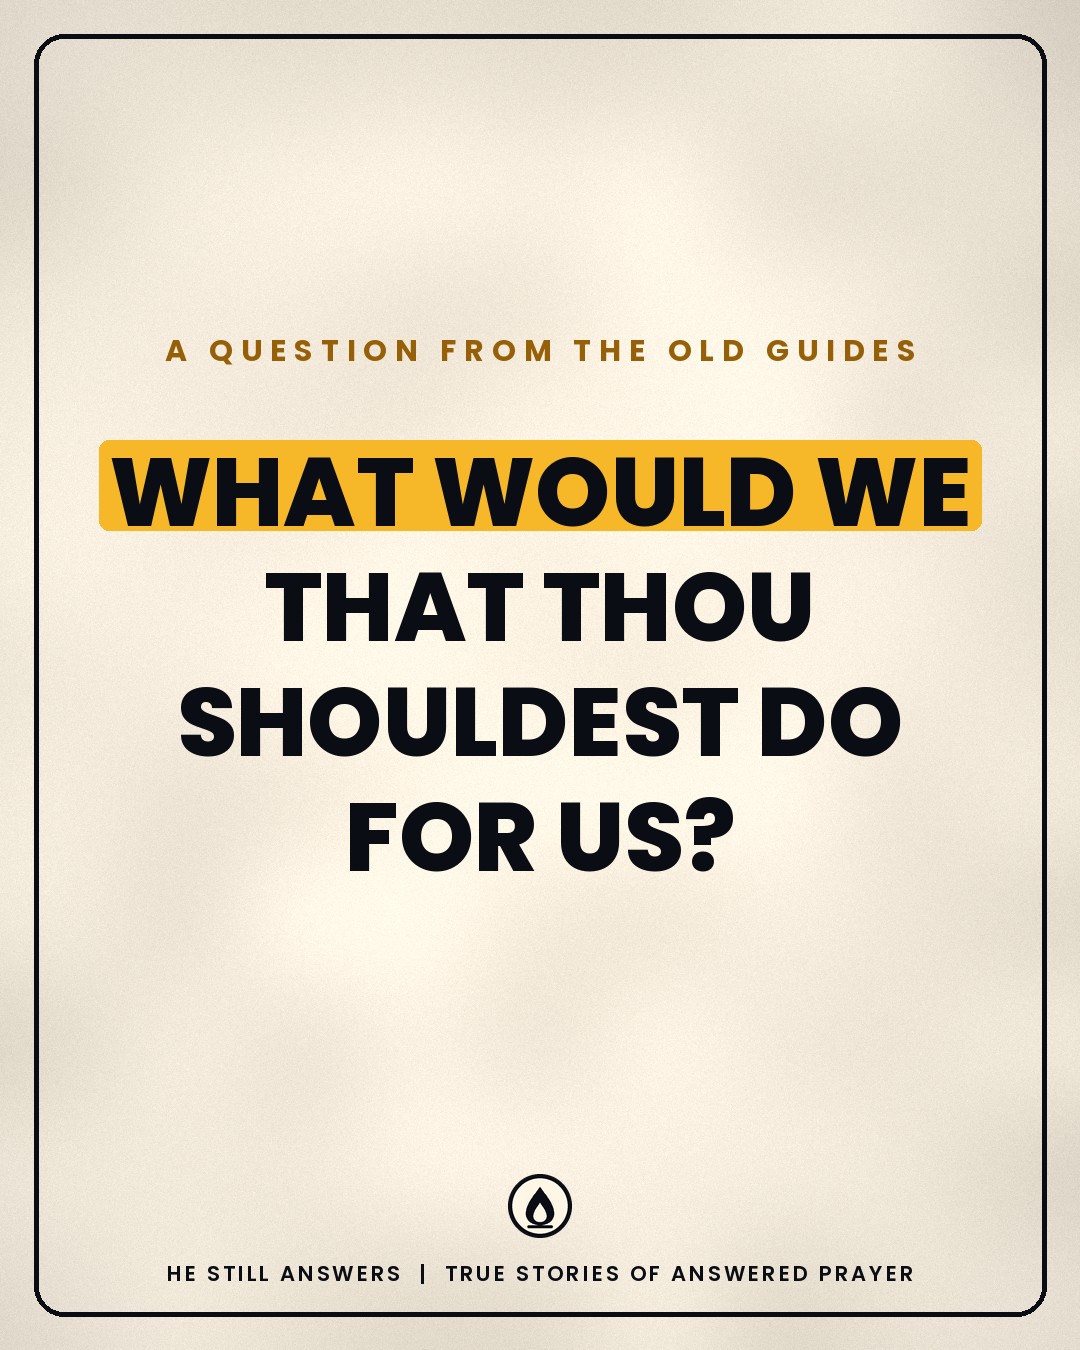 A QUESTION FROM THE OLD GUIDES
WHAT WOULD WE
THAT THOU
SHOULDEST DO
FOR US?
HE STILL ANSWERS | TRUE STORIES OF ANSWERED PRAYER